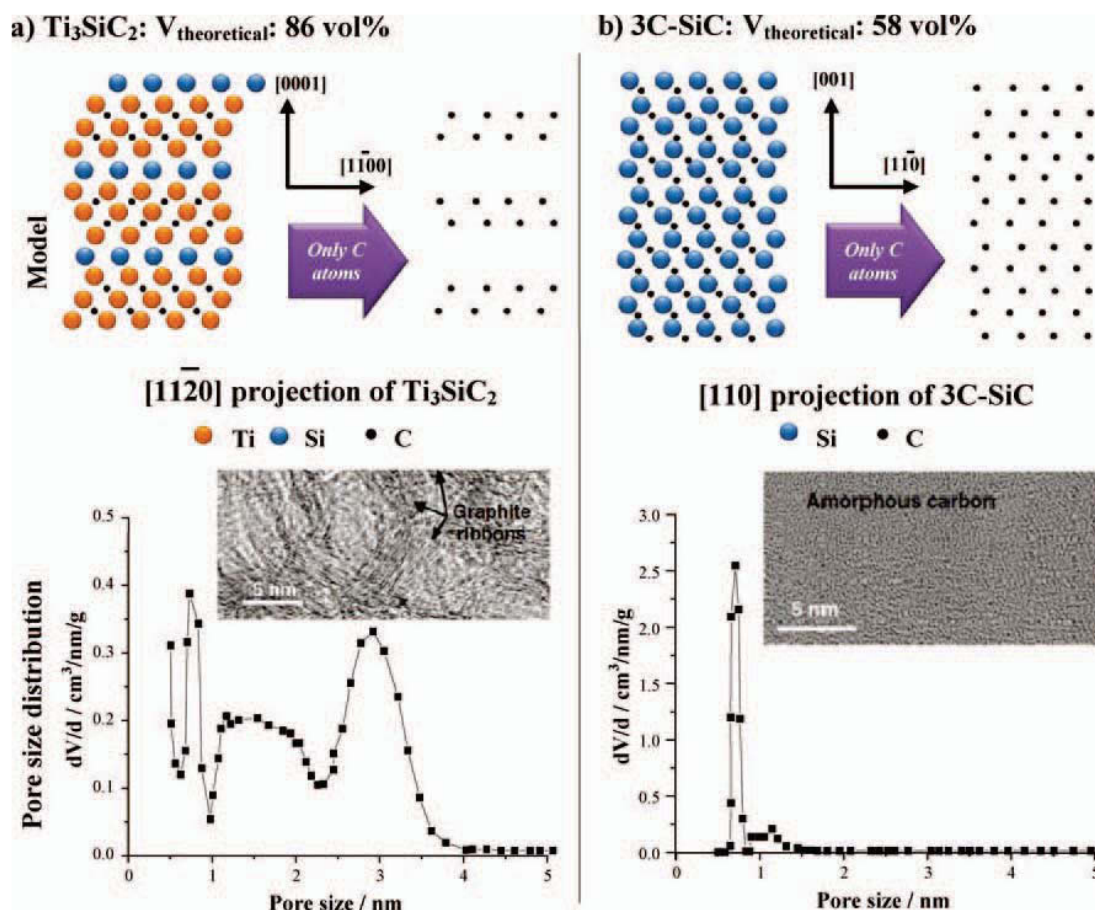 a) Ti₃SiC₂: V_theoretical: 86 vol%
[0001]
[11̅00]
Model
Only C
atoms
[112̅0] projection of Ti₃SiC₂
Ti Si C
Graphite
ribbons
5 nm
Pore size distribution
dV/d / cm³/nm/g
0.5
0.4
0.3
0.2
0.1
0.0
0 1 2 3 4 5
Pore size / nm
b) 3C-SiC: V_theoretical: 58 vol%
[001]
[11̅0]
Only C
atoms
[110] projection of 3C-SiC
Si C
Amorphous carbon
5 nm
dV/d / cm³/nm/g
3.0
2.5
2.0
1.5
1.0
0.5
0.0
0 1 2 3 4 5
Pore size / nm